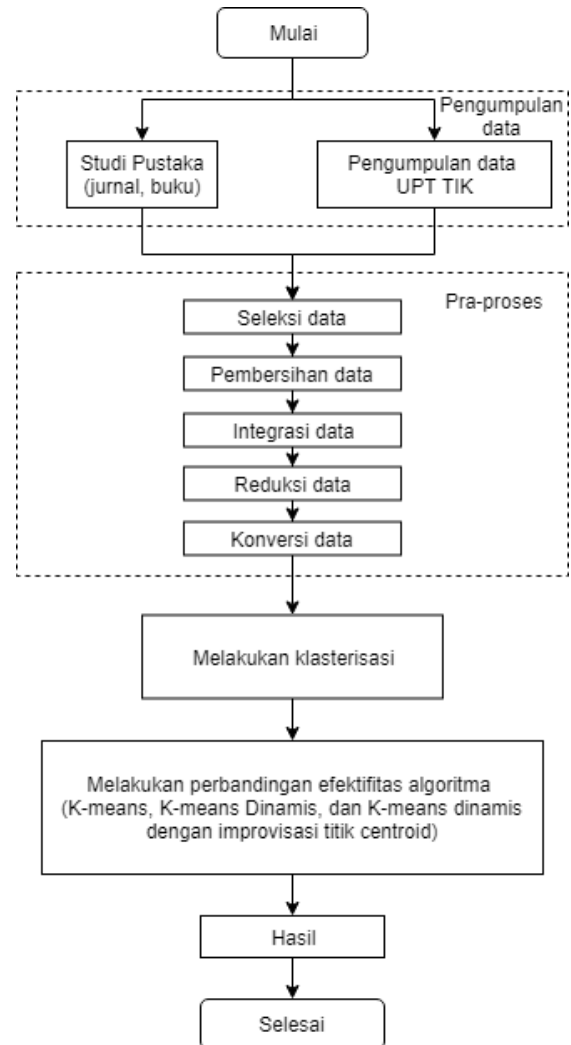 Mulai
Pengumpulan
data
Studi Pustaka
(jurnal, buku)
Pengumpulan data
UPT TIK
Pra-proses
Seleksi data
Pembersihan data
Integrasi data
Reduksi data
Konversi data
Melakukan klasterisasi
Melakukan perbandingan efektifitas algoritma
(K-means, K-means Dinamis, dan K-means dinamis
dengan improvisasi titik centroid)
Hasil
Selesai